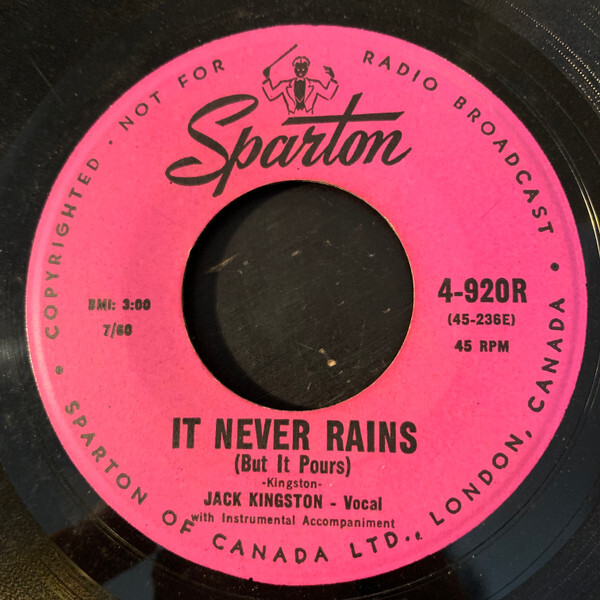 COPYRIGHTED • NOT FOR RADIO BROADCAST •
Sparton
BMI: 3:00
7/60
4-920R
(45-236E)
45 RPM
IT NEVER RAINS
(But It Pours)
-Kingston-
JACK KINGSTON - Vocal
with Instrumental Accompaniment
• SPARTON OF CANADA LTD., LONDON, CANADA •